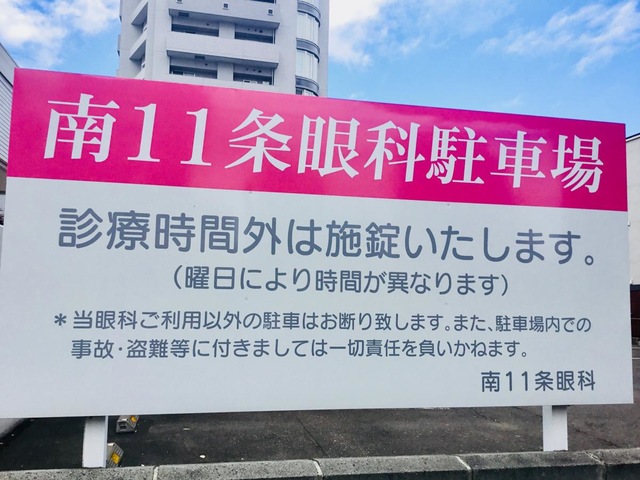 南11条眼科駐車場
診療時間外は施錠いたします。
（曜日により時間が異なります）
＊当眼科ご利用以外の駐車はお断り致します。また、駐車場内での
事故・盗難等に付きましては一切責任を負いかねます。
南11条眼科